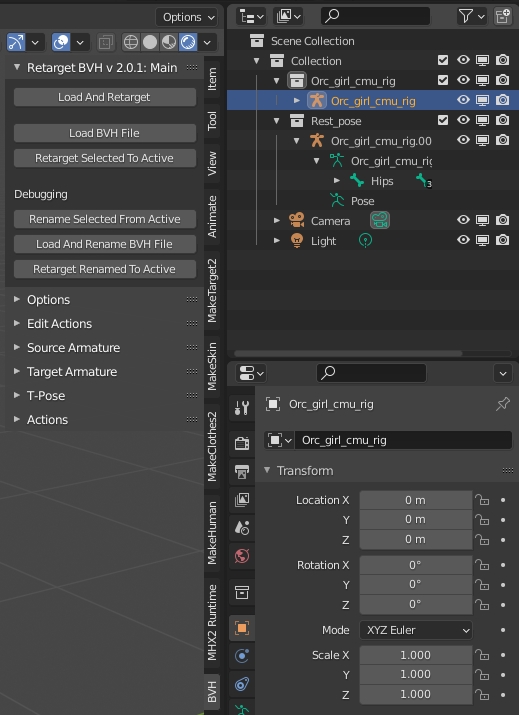 Options
Retarget BVH v 2.0.1: Main
Load And Retarget
Load BVH File
Retarget Selected To Active
Debugging
Rename Selected From Active
Load And Rename BVH File
Retarget Renamed To Active
Options
Edit Actions
Source Armature
Target Armature
T-Pose
Actions
Item
Tool
View
Animate
MakeTarget2
MakeSkin
MakeClothes2
MakeHuman
MHX2 Runtime
BVH
Scene Collection
Collection
Orc_girl_cmu_rig
Orc_girl_cmu_rig
Rest_pose
Orc_girl_cmu_rig.00
Orc_girl_cmu_rig
Hips 3
Pose
Camera
Light
Orc_girl_cmu_rig
Orc_girl_cmu_rig
Transform
Location X 0 m
Y 0 m
Z 0 m
Rotation X 0°
Y 0°
Z 0°
Mode XYZ Euler
Scale X 1.000
Y 1.000
Z 1.000